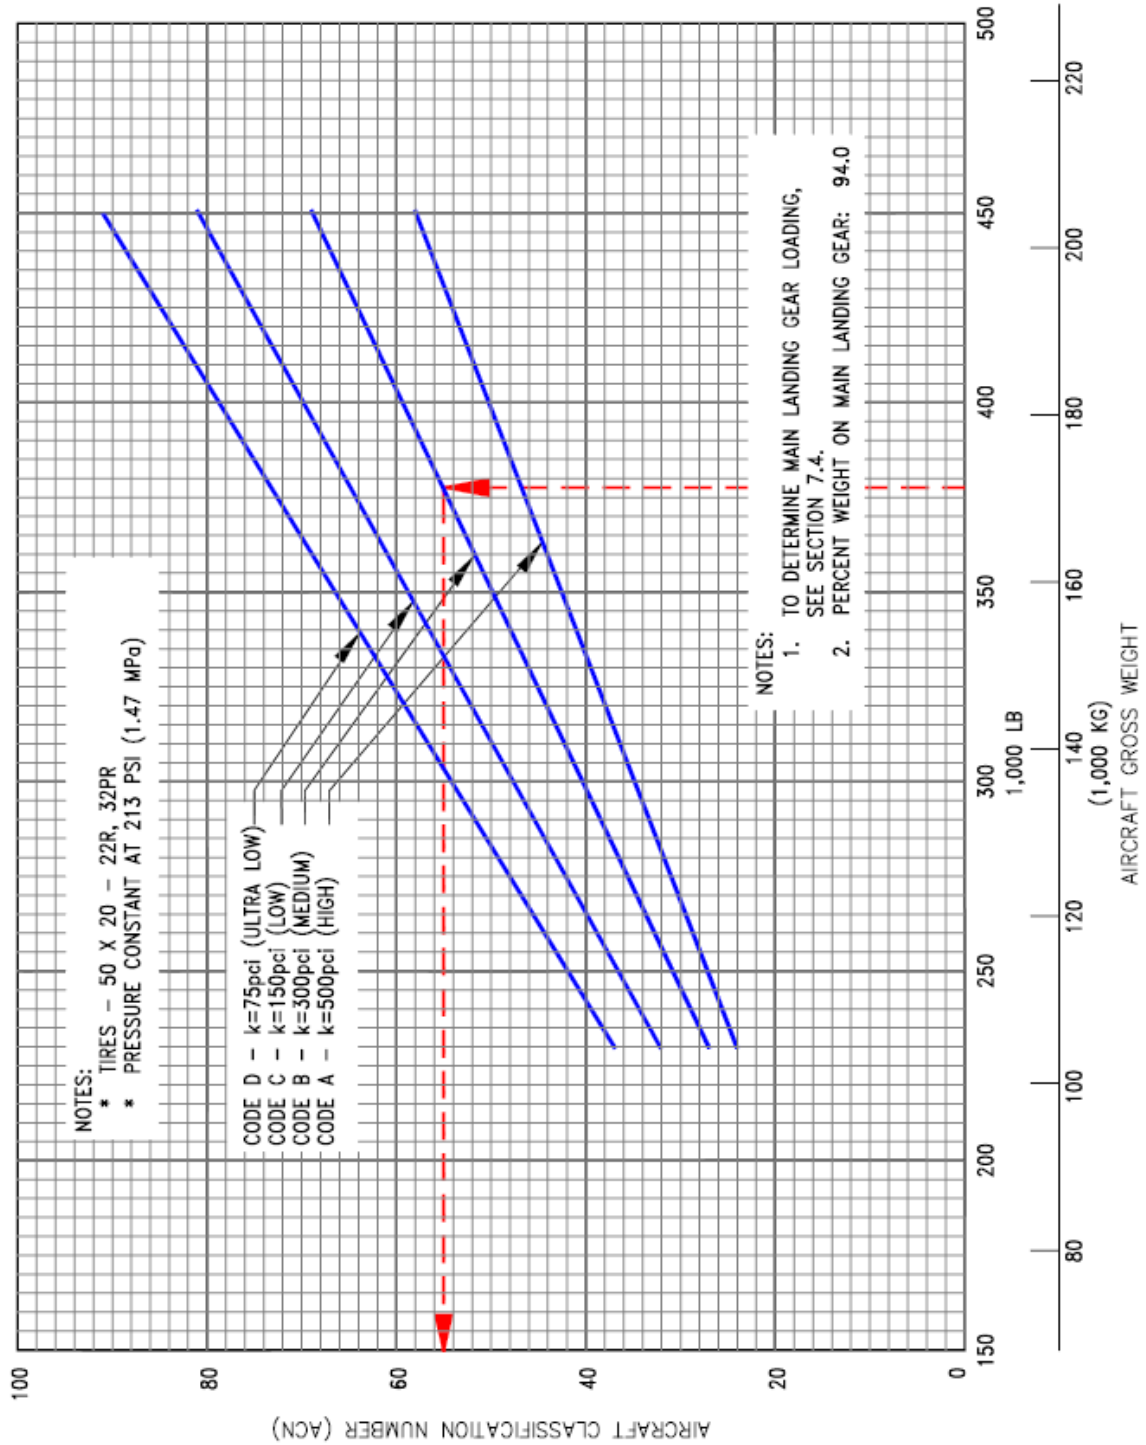 NOTES:
* TIRES - 50 X 20 - 22R, 32PR
* PRESSURE CONSTANT AT 213 PSI (1.47 MPa)
CODE D - k=75pci (ULTRA LOW)
CODE C - k=150pci (LOW)
CODE B - k=300pci (MEDIUM)
CODE A - k=500pci (HIGH)
NOTES:
1. TO DETERMINE MAIN LANDING GEAR LOADING,
SEE SECTION 7.4.
2. PERCENT WEIGHT ON MAIN LANDING GEAR: 94.0
AIRCRAFT CLASSIFICATION NUMBER (ACN)
100
80
60
40
20
0
150 200 250 300 350 400 450 500
1,000 LB
80 100 120 140 160 180 200 220
(1,000 KG)
AIRCRAFT GROSS WEIGHT